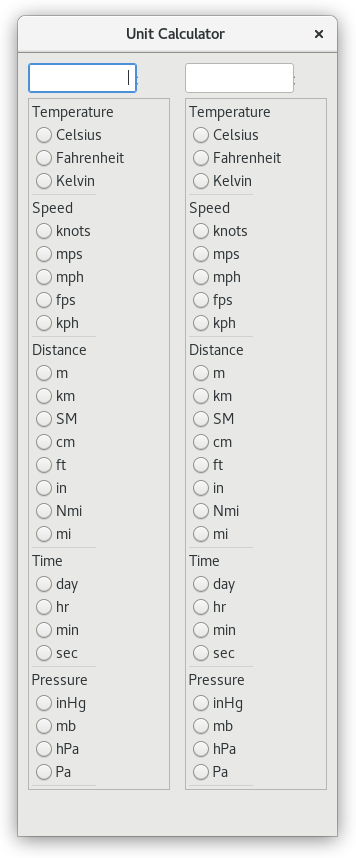 Unit Calculator ×
: :
Temperature Temperature
Celsius Celsius
Fahrenheit Fahrenheit
Kelvin Kelvin
Speed Speed
knots knots
mps mps
mph mph
fps fps
kph kph
Distance Distance
m m
km km
SM SM
cm cm
ft ft
in in
Nmi Nmi
mi mi
Time Time
day day
hr hr
min min
sec sec
Pressure Pressure
inHg inHg
mb mb
hPa hPa
Pa Pa